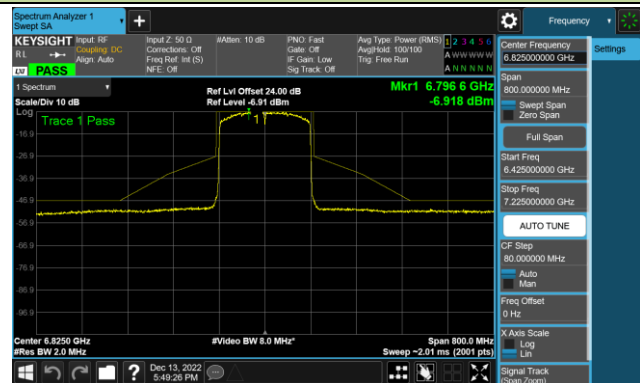 Spectrum Analyzer 1
Swept SA
Frequency
KEYSIGHT
Input: RF
Coupling: DC
Align: Auto
Input Z: 50 Ω
Corrections: Off
Freq Ref: Int (S)
NFE: Off
#Atten: 10 dB
PNO: Fast
Gate: Off
IF Gain: Low
Sig Track: Off
Avg Type: Power (RMS)
Avg|Hold: 100/100
Trig: Free Run
1 2 3 4 5 6
A W W W W W
A N N N N N
RL
LXI
PASS
1 Spectrum
Scale/Div 10 dB
Ref Lvl Offset 24.00 dB
Ref Level -6.91 dBm
Mkr1 6.796 6 GHz
-6.918 dBm
Log
Trace 1 Pass
1
-16.9
-26.9
-36.9
-46.9
-56.9
-66.9
-76.9
-86.9
-96.9
Center 6.8250 GHz
#Res BW 2.0 MHz
#Video BW 8.0 MHz*
Span 800.0 MHz
Sweep ~2.01 ms (2001 pts)
Dec 13, 2022
5:49:26 PM
Center Frequency
6.825000000 GHz
Settings
Span
800.000000 MHz
Swept Span
Zero Span
Full Span
Start Freq
6.425000000 GHz
Stop Freq
7.225000000 GHz
AUTO TUNE
CF Step
80.000000 MHz
Auto
Man
Freq Offset
0 Hz
X Axis Scale
Log
Lin
Signal Track
(Span Zoom)